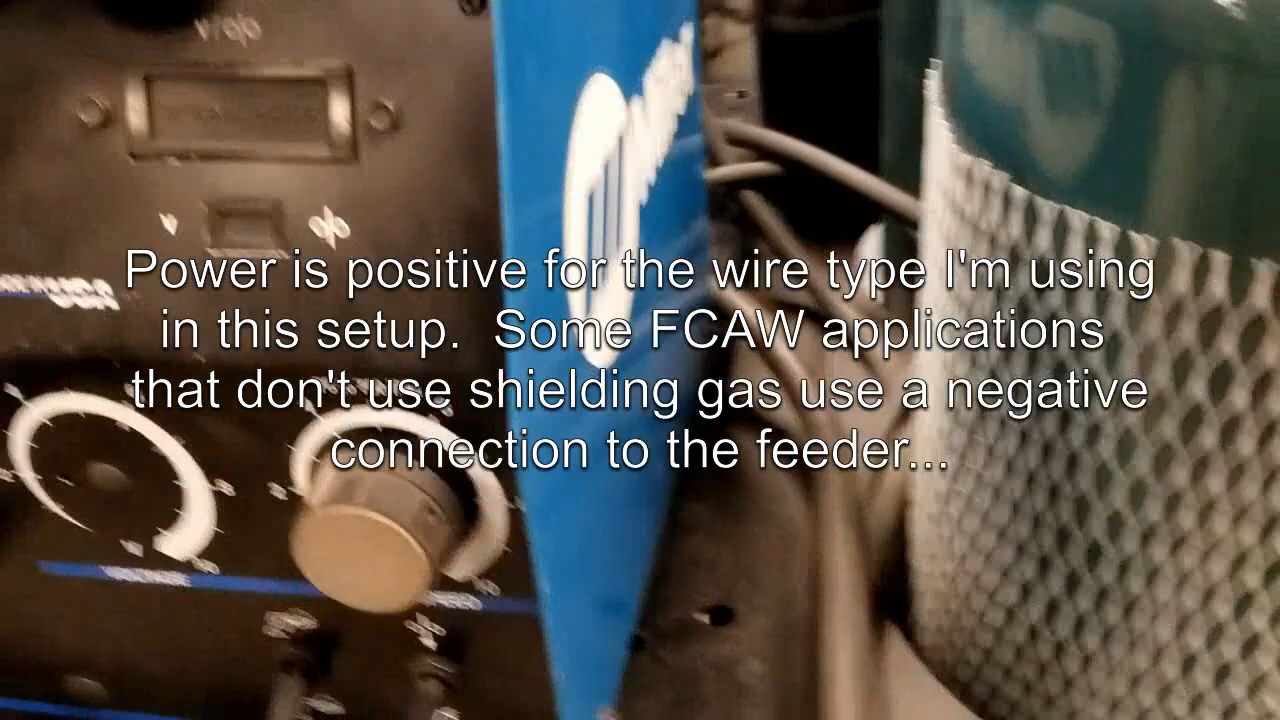 Power is positive for the wire type I'm using
in this setup.  Some FCAW applications
that don't use shielding gas use a negative
connection to the feeder...